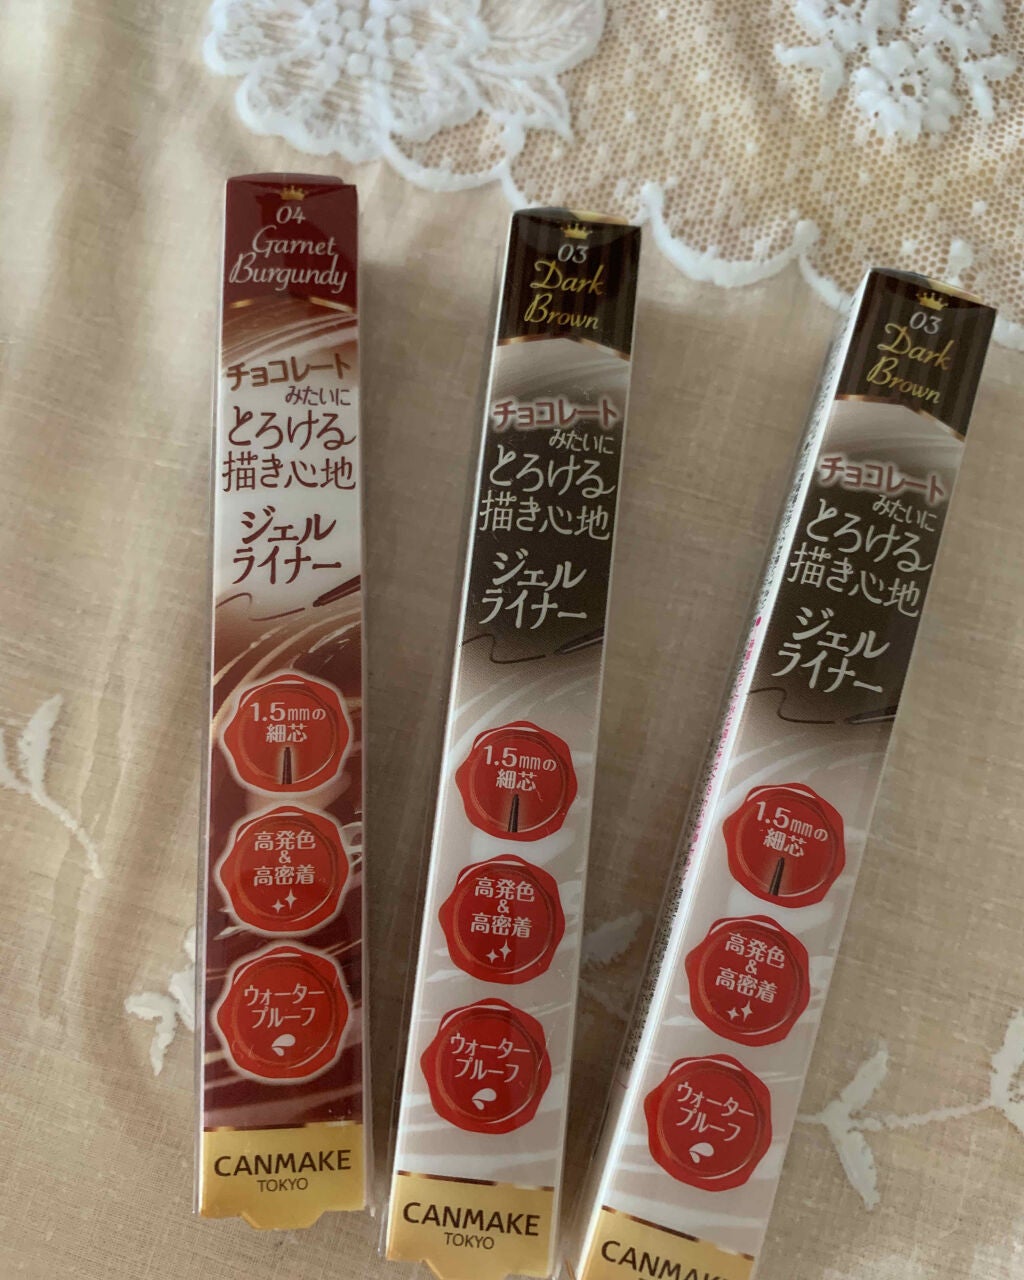 04
Garnet
Burgundy
チョコレート
みたいに
とろける
描き心地
ジェル
ライナー
1.5mmの
細芯
高発色
&
高密着
ウォーター
プルーフ
CANMAKE
TOKYO
03
Dark
Brown
チョコレート
みたいに
とろける
描き心地
ジェル
ライナー
1.5mmの
細芯
高発色
&
高密着
ウォーター
プルーフ
CANMAKE
TOKYO
03
Dark
Brown
チョコレート
みたいに
とろける
描き心地
ジェル
ライナー
1.5mmの
細芯
高発色
&
高密着
ウォーター
プルーフ
CANMAK